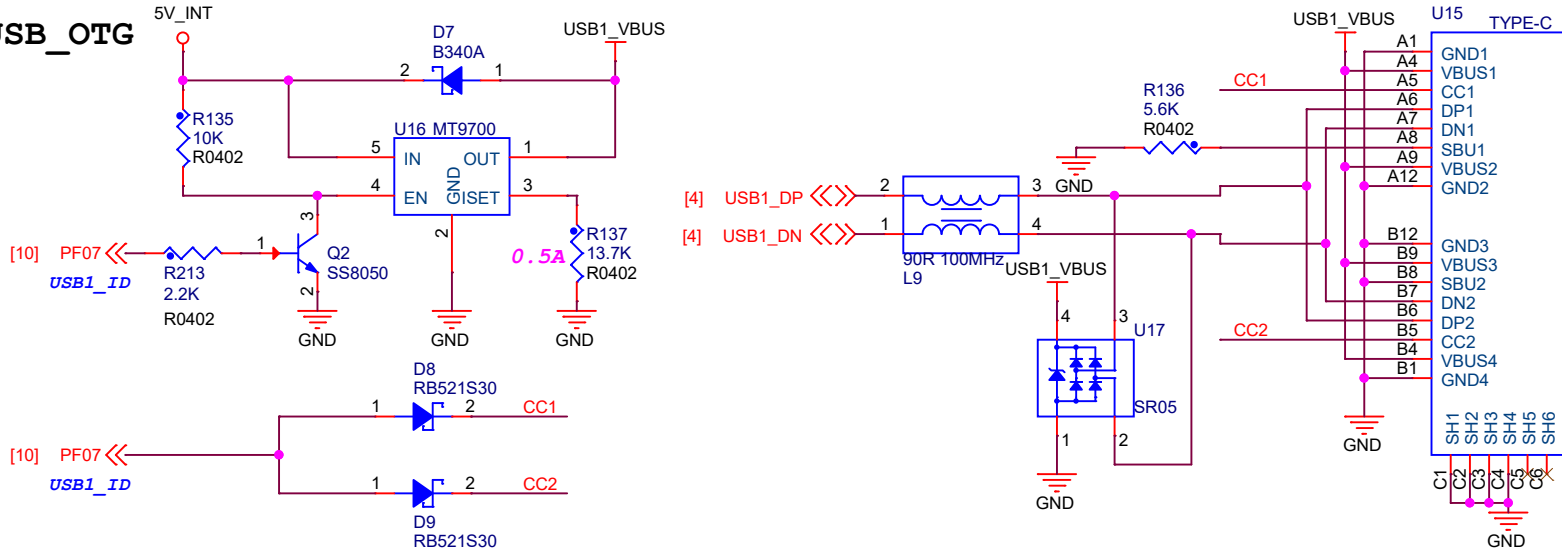 USB_OTG
5V_INT
D7
B340A
2
1
USB1_VBUS
R135
10K
R0402
U16 MT9700
5
IN
OUT
1
4
EN
GND
ISET
3
2
R137
13.7K
R0402
0.5A
[10]
PF07
USB1_ID
R213
2.2K
R0402
1
3
2
Q2
SS8050
GND
GND
GND
[10]
PF07
USB1_ID
D8
RB521S30
1
2
CC1
1
2
CC2
D9
RB521S30
[4]
USB1_DP
[4]
USB1_DN
2
3
1
4
90R 100MHz
L9
R136
5.6K
R0402
GND
CC1
CC2
USB1_VBUS
4
3
U17
SR05
1
2
GND
USB1_VBUS
U15
TYPE-C
A1
GND1
A4
VBUS1
A5
CC1
A6
DP1
A7
DN1
A8
SBU1
A9
VBUS2
A12
GND2
B12
GND3
B9
VBUS3
B8
SBU2
B7
DN2
B6
DP2
B5
CC2
B4
VBUS4
B1
GND4
GND
SH1
SH2
SH3
SH4
SH5
SH6
C1
C2
C3
C4
C5
C6
GND